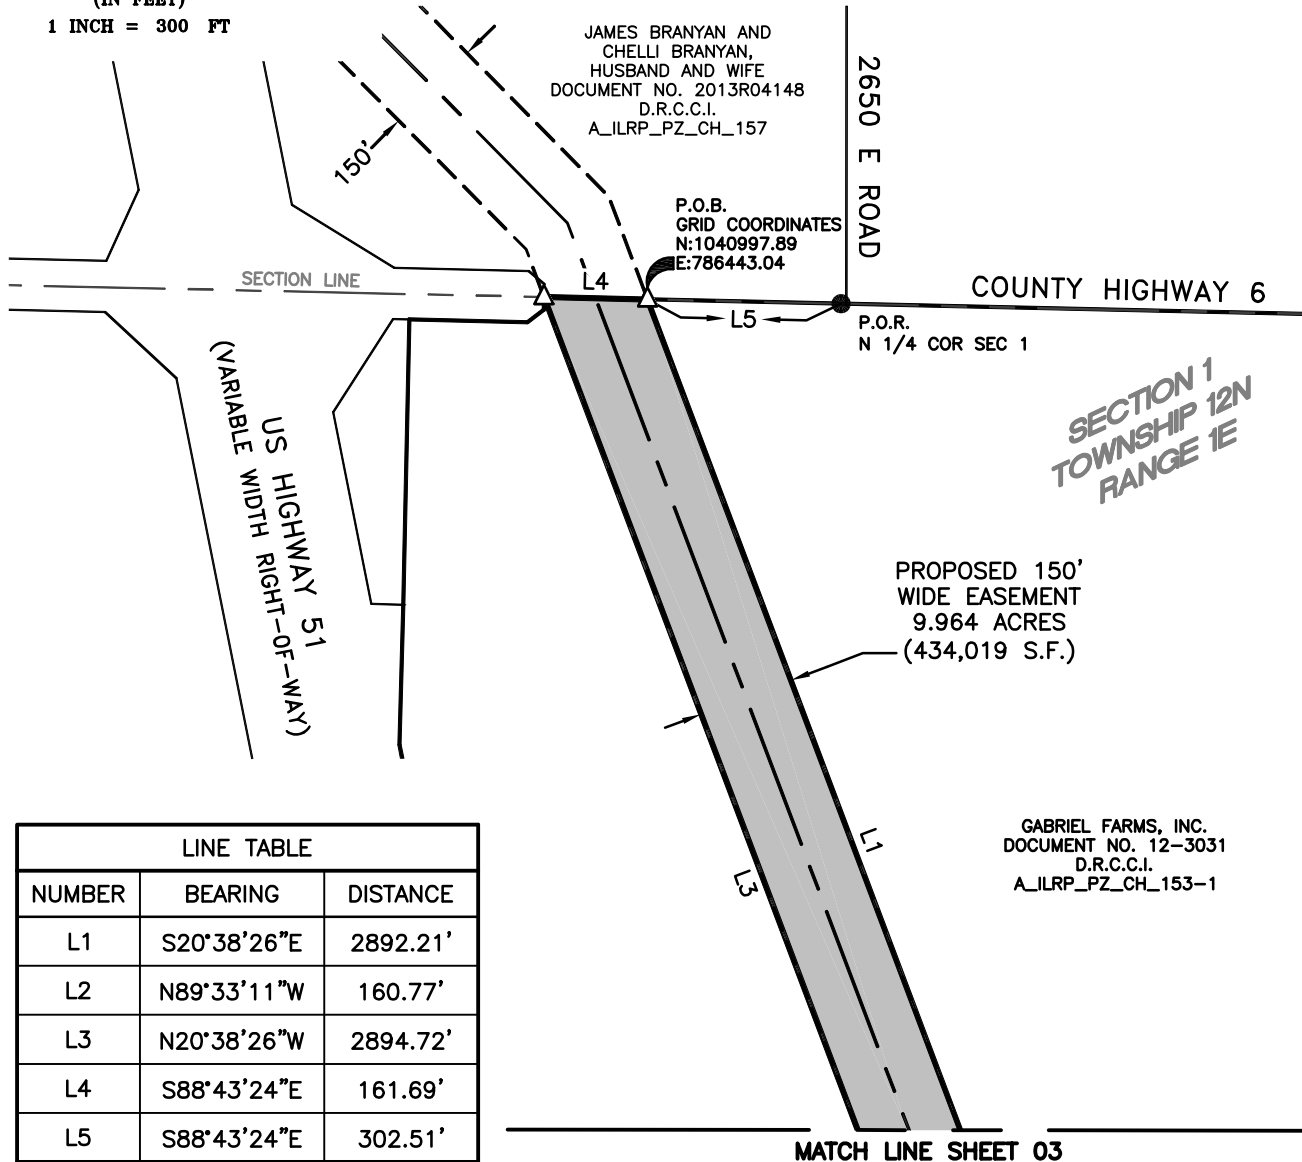 (IN FEET)
1 INCH = 300 FT
JAMES BRANYAN AND
CHELLI BRANYAN,
HUSBAND AND WIFE
DOCUMENT NO. 2013R04148
D.R.C.C.I.
A_ILRP_PZ_CH_157
2650 E ROAD
150'
P.O.B.
GRID COORDINATES
N:1040997.89
E:786443.04
SECTION LINE
L4
L5
COUNTY HIGHWAY 6
P.O.R.
N 1/4 COR SEC 1
SECTION 1
TOWNSHIP 12N
RANGE 1E
US HIGHWAY 51
(VARIABLE WIDTH RIGHT-OF-WAY)
PROPOSED 150'
WIDE EASEMENT
9.964 ACRES
(434,019 S.F.)
L1
L3
GABRIEL FARMS, INC.
DOCUMENT NO. 12-3031
D.R.C.C.I.
A_ILRP_PZ_CH_153-1
LINE TABLE
NUMBER BEARING DISTANCE
L1 S20°38'26"E 2892.21'
L2 N89°33'11"W 160.77'
L3 N20°38'26"W 2894.72'
L4 S88°43'24"E 161.69'
L5 S88°43'24"E 302.51'
MATCH LINE SHEET 03